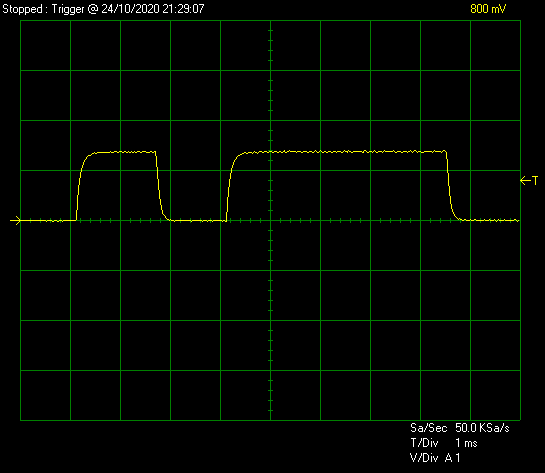 Stopped : Trigger @ 24/10/2020 21:29:07
800 mV
T
Sa/Sec 50.0 KSa/s
T/Div 1 ms
V/Div A 1